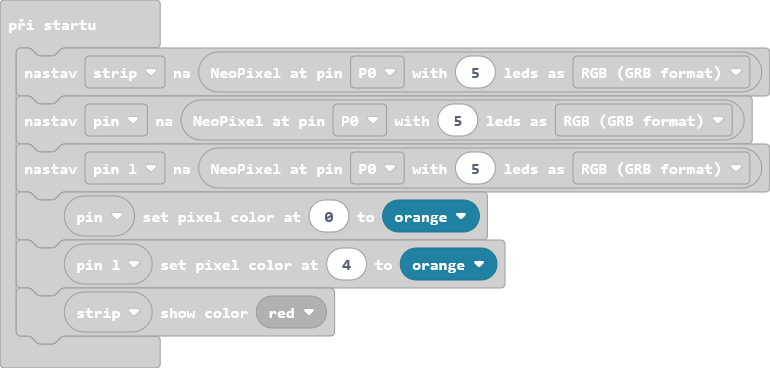 při startu
nastav strip na NeoPixel at pin P0 with 5 leds as RGB (GRB format)
nastav pin na NeoPixel at pin P0 with 5 leds as RGB (GRB format)
nastav pin l na NeoPixel at pin P0 with 5 leds as RGB (GRB format)
pin set pixel color at 0 to orange
pin l set pixel color at 4 to orange
strip show color red